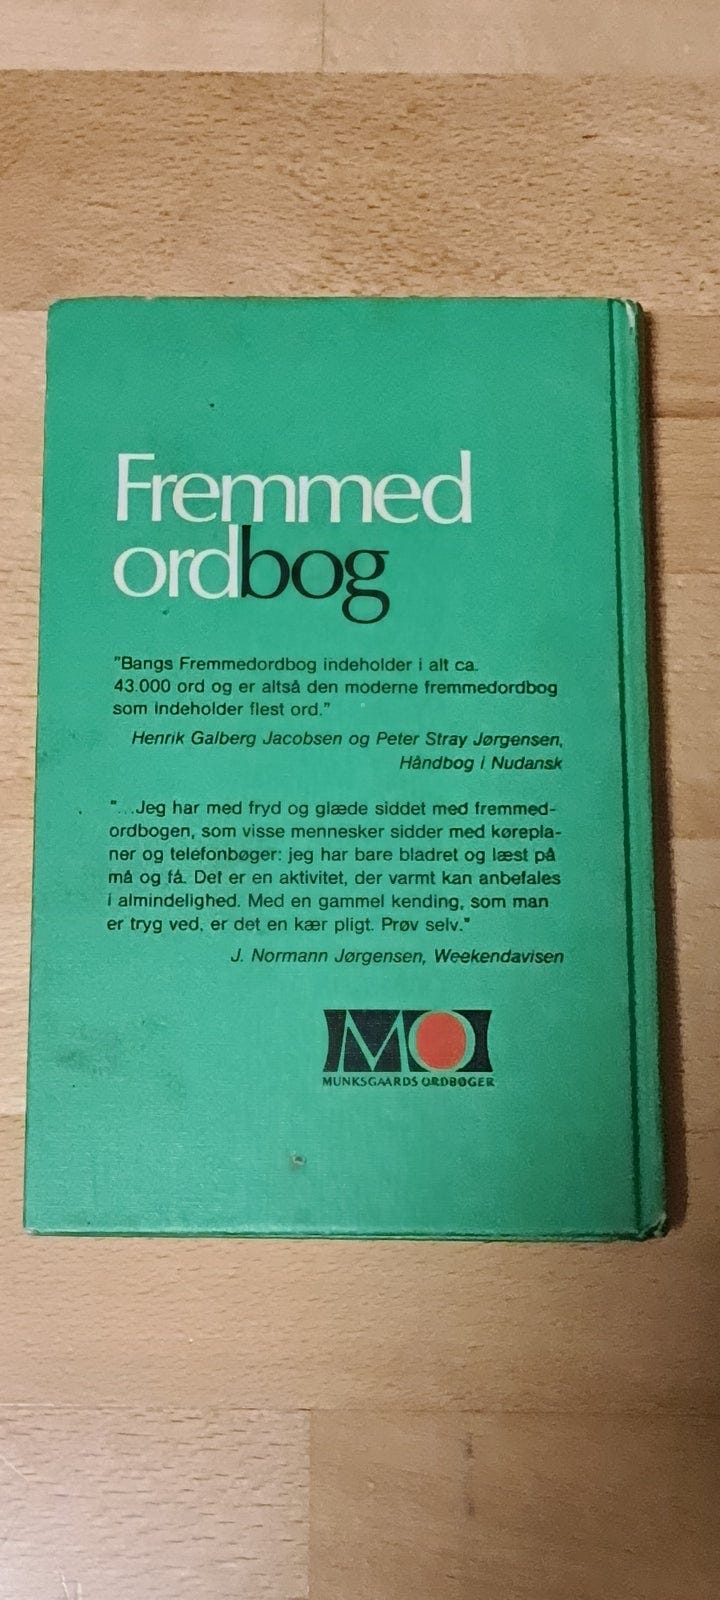 Fremmed
ordbog
"Bangs Fremmedordbog indeholder i alt ca.
43.000 ord og er altså den moderne fremmedordbog
som indeholder flest ord."
Henrik Galberg Jacobsen og Peter Stray Jørgensen,
Håndbog i Nudansk
"...Jeg har med fryd og glæde siddet med fremmed-
ordbogen, som visse mennesker sidder med kørepla-
ner og telefonbøger: jeg har bare bladret og læst på
må og få. Det er en aktivitet, der varmt kan anbefales
i almindelighed. Med en gammel kending, som man
er tryg ved, er det en kær pligt. Prøv selv."
J. Normann Jørgensen, Weekendavisen
MO
MUNKSGAARDS ORDBØGER